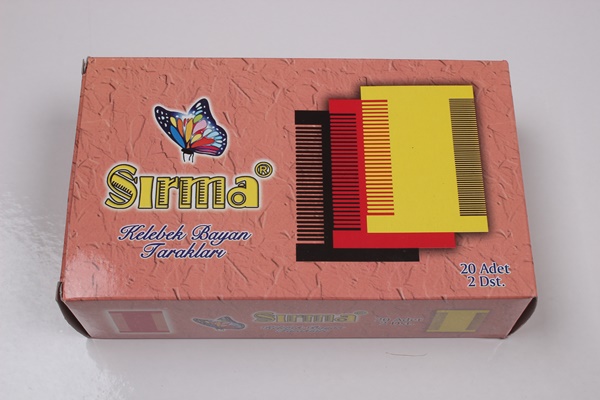 Sırma®
Kelebek Bayan
Tarakları
20 Adet
2 Dst.
Sırma